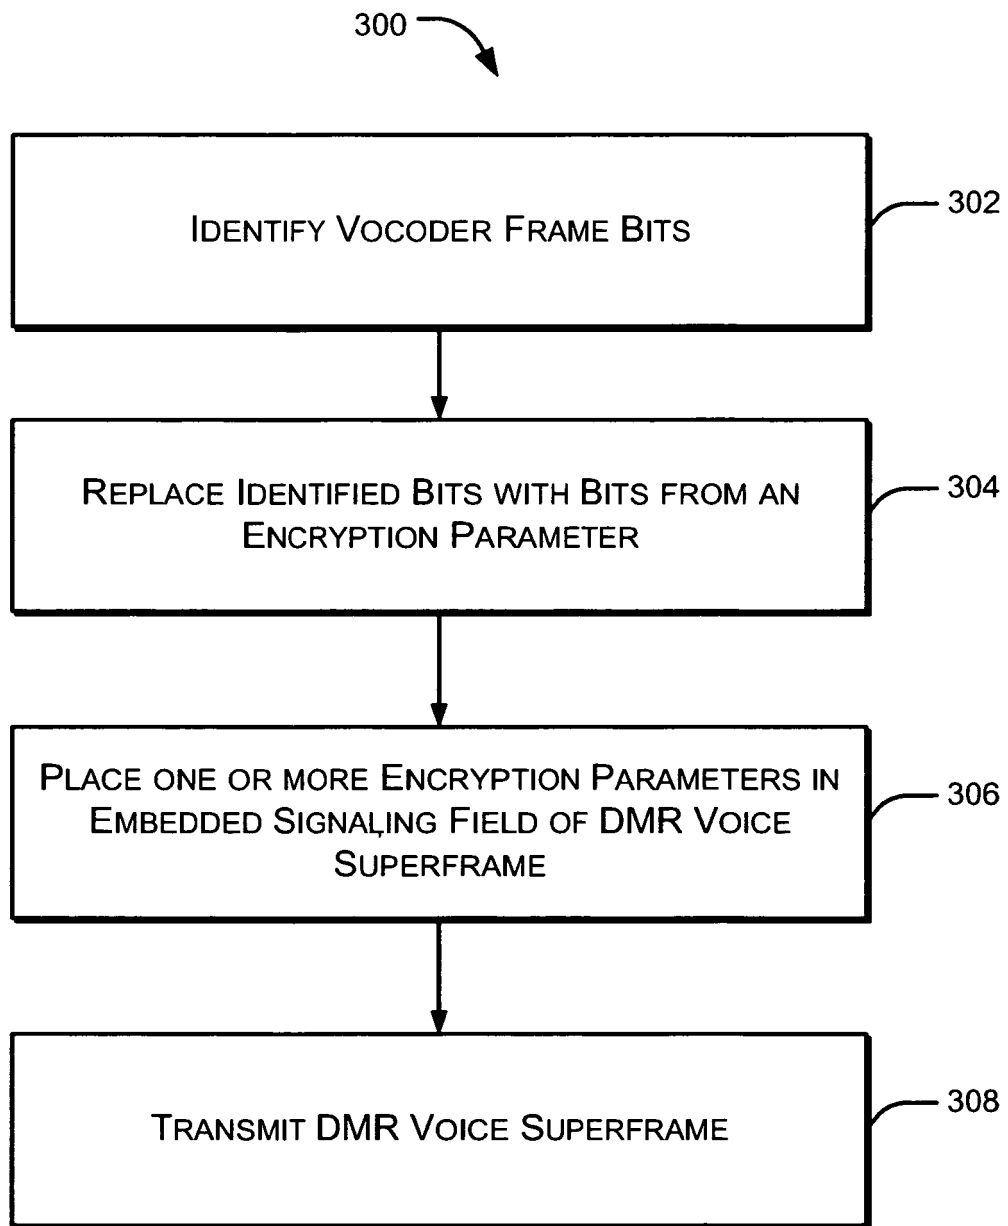 300
IDENTIFY VOCODER FRAME BITS
302
REPLACE IDENTIFIED BITS WITH BITS FROM AN
ENCRYPTION PARAMETER
304
PLACE ONE OR MORE ENCRYPTION PARAMETERS IN
EMBEDDED SIGNALING FIELD OF DMR VOICE
SUPERFRAME
306
TRANSMIT DMR VOICE SUPERFRAME
308